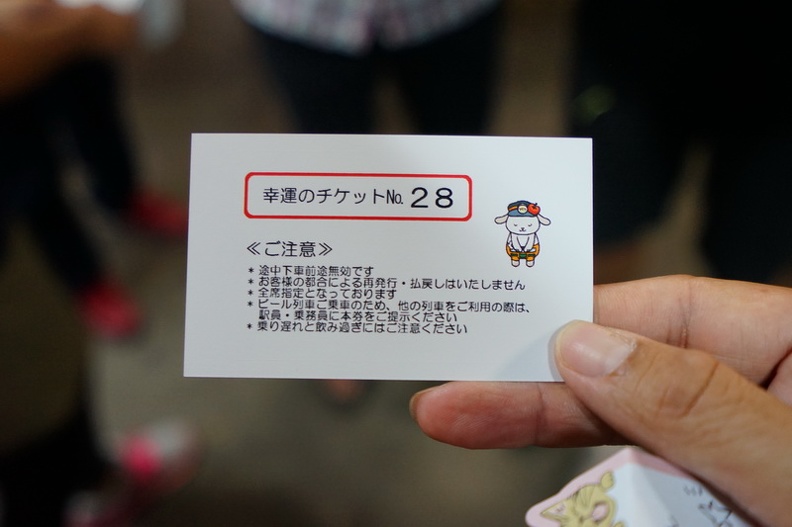 幸運のチケット№ 28
≪ご注意≫
* 途中下車前途無効です
* お客様の都合による再発行・払戻しはいたしません
* 全席指定となっております
* ビール列車ご乗車のため、他の列車をご利用の際は、
駅員・乗務員に本券をご提示ください
* 乗り遅れと飲み過ぎにはご注意ください